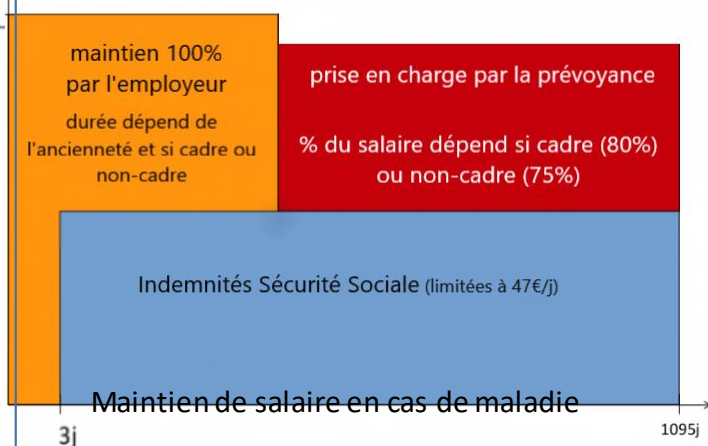 maintien 100%
par l'employeur
durée dépend de
l'ancienneté et si cadre ou
non-cadre
prise en charge par la prévoyance
% du salaire dépend si cadre (80%)
ou non-cadre (75%)
Indemnités Sécurité Sociale (limitées à 47€/j)
Maintien de salaire en cas de maladie
3j
1095j